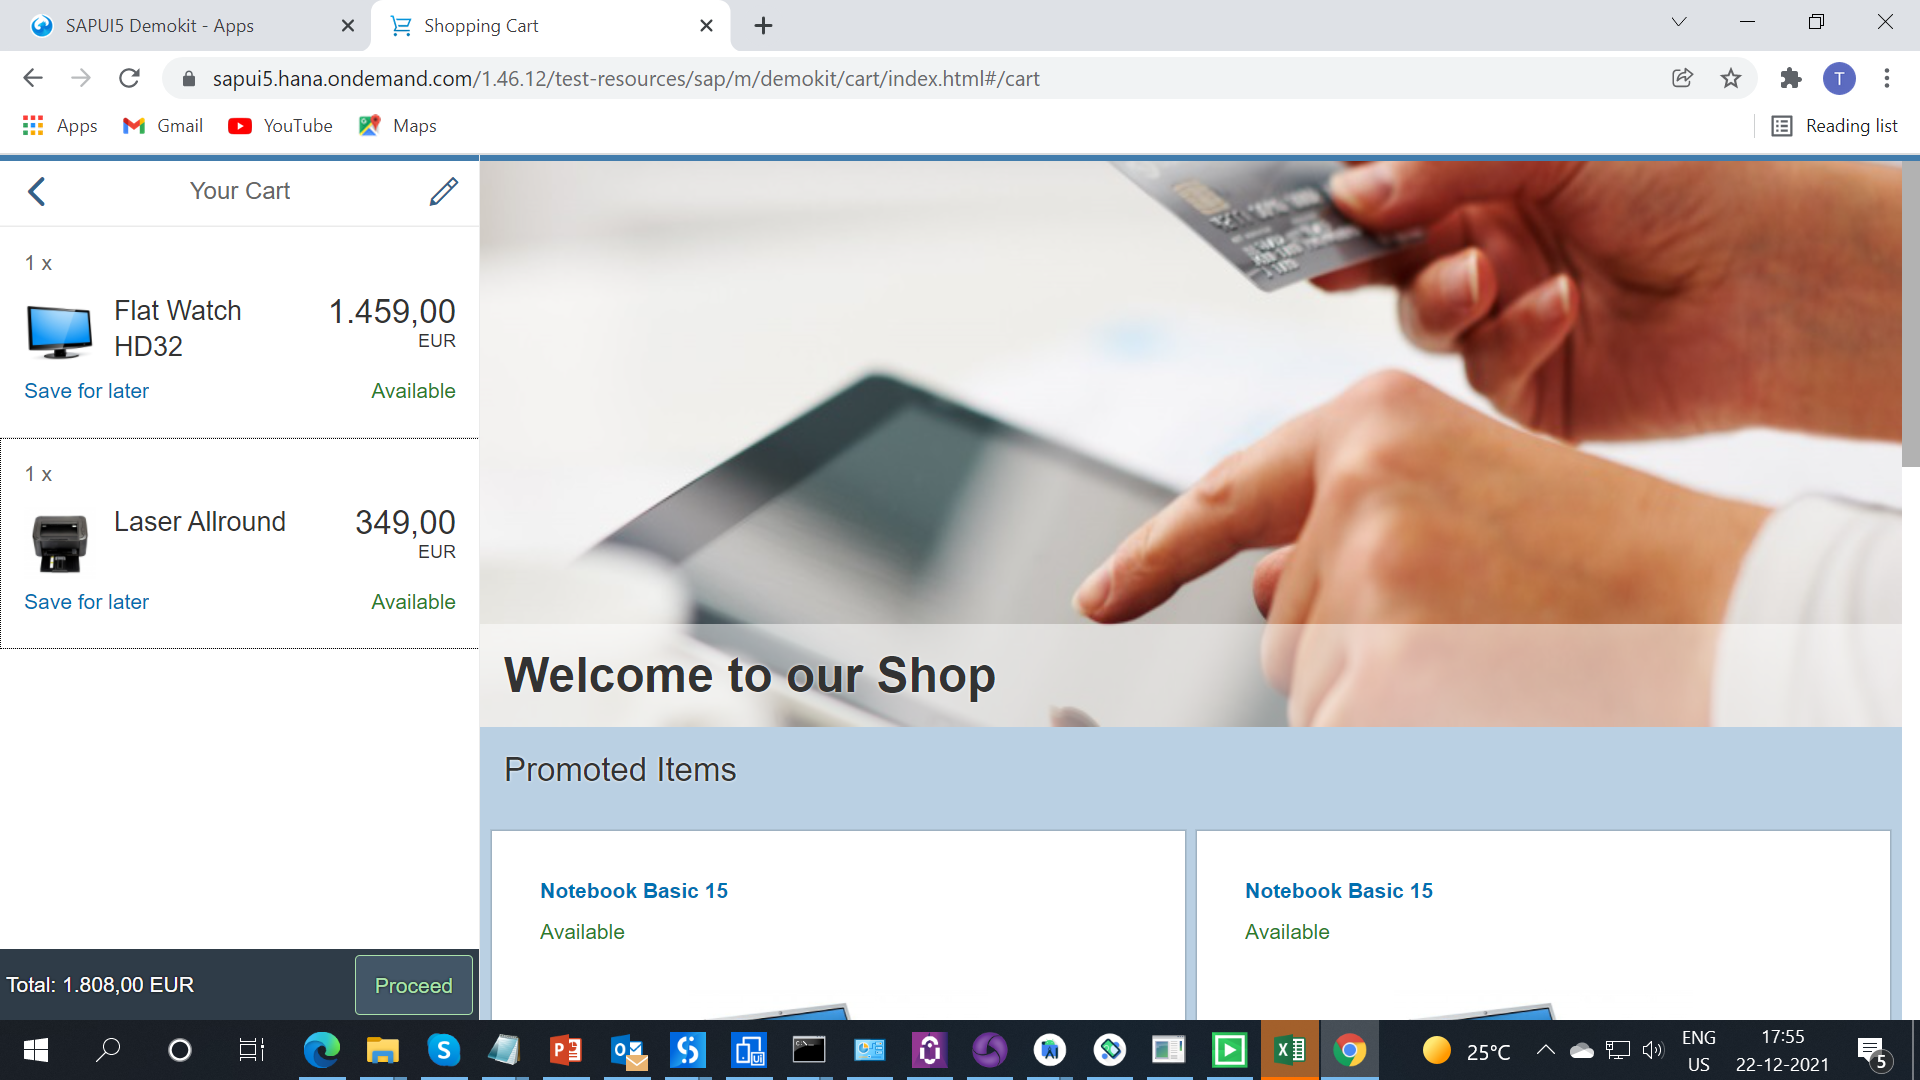 SAPUI5 Demokit - Apps
Shopping Cart
sapui5.hana.ondemand.com/1.46.12/test-resources/sap/m/demokit/cart/index.html#/cart
T
Apps
Gmail
YouTube
Maps
Reading list
Your Cart
1 x
Flat Watch
HD32
1.459,00
EUR
Save for later
Available
1 x
Laser Allround
349,00
EUR
Save for later
Available
Total: 1.808,00 EUR
Proceed
Welcome to our Shop
Promoted Items
Notebook Basic 15
Available
Notebook Basic 15
Available
25°C
ENG
US
17:55
22-12-2021
5